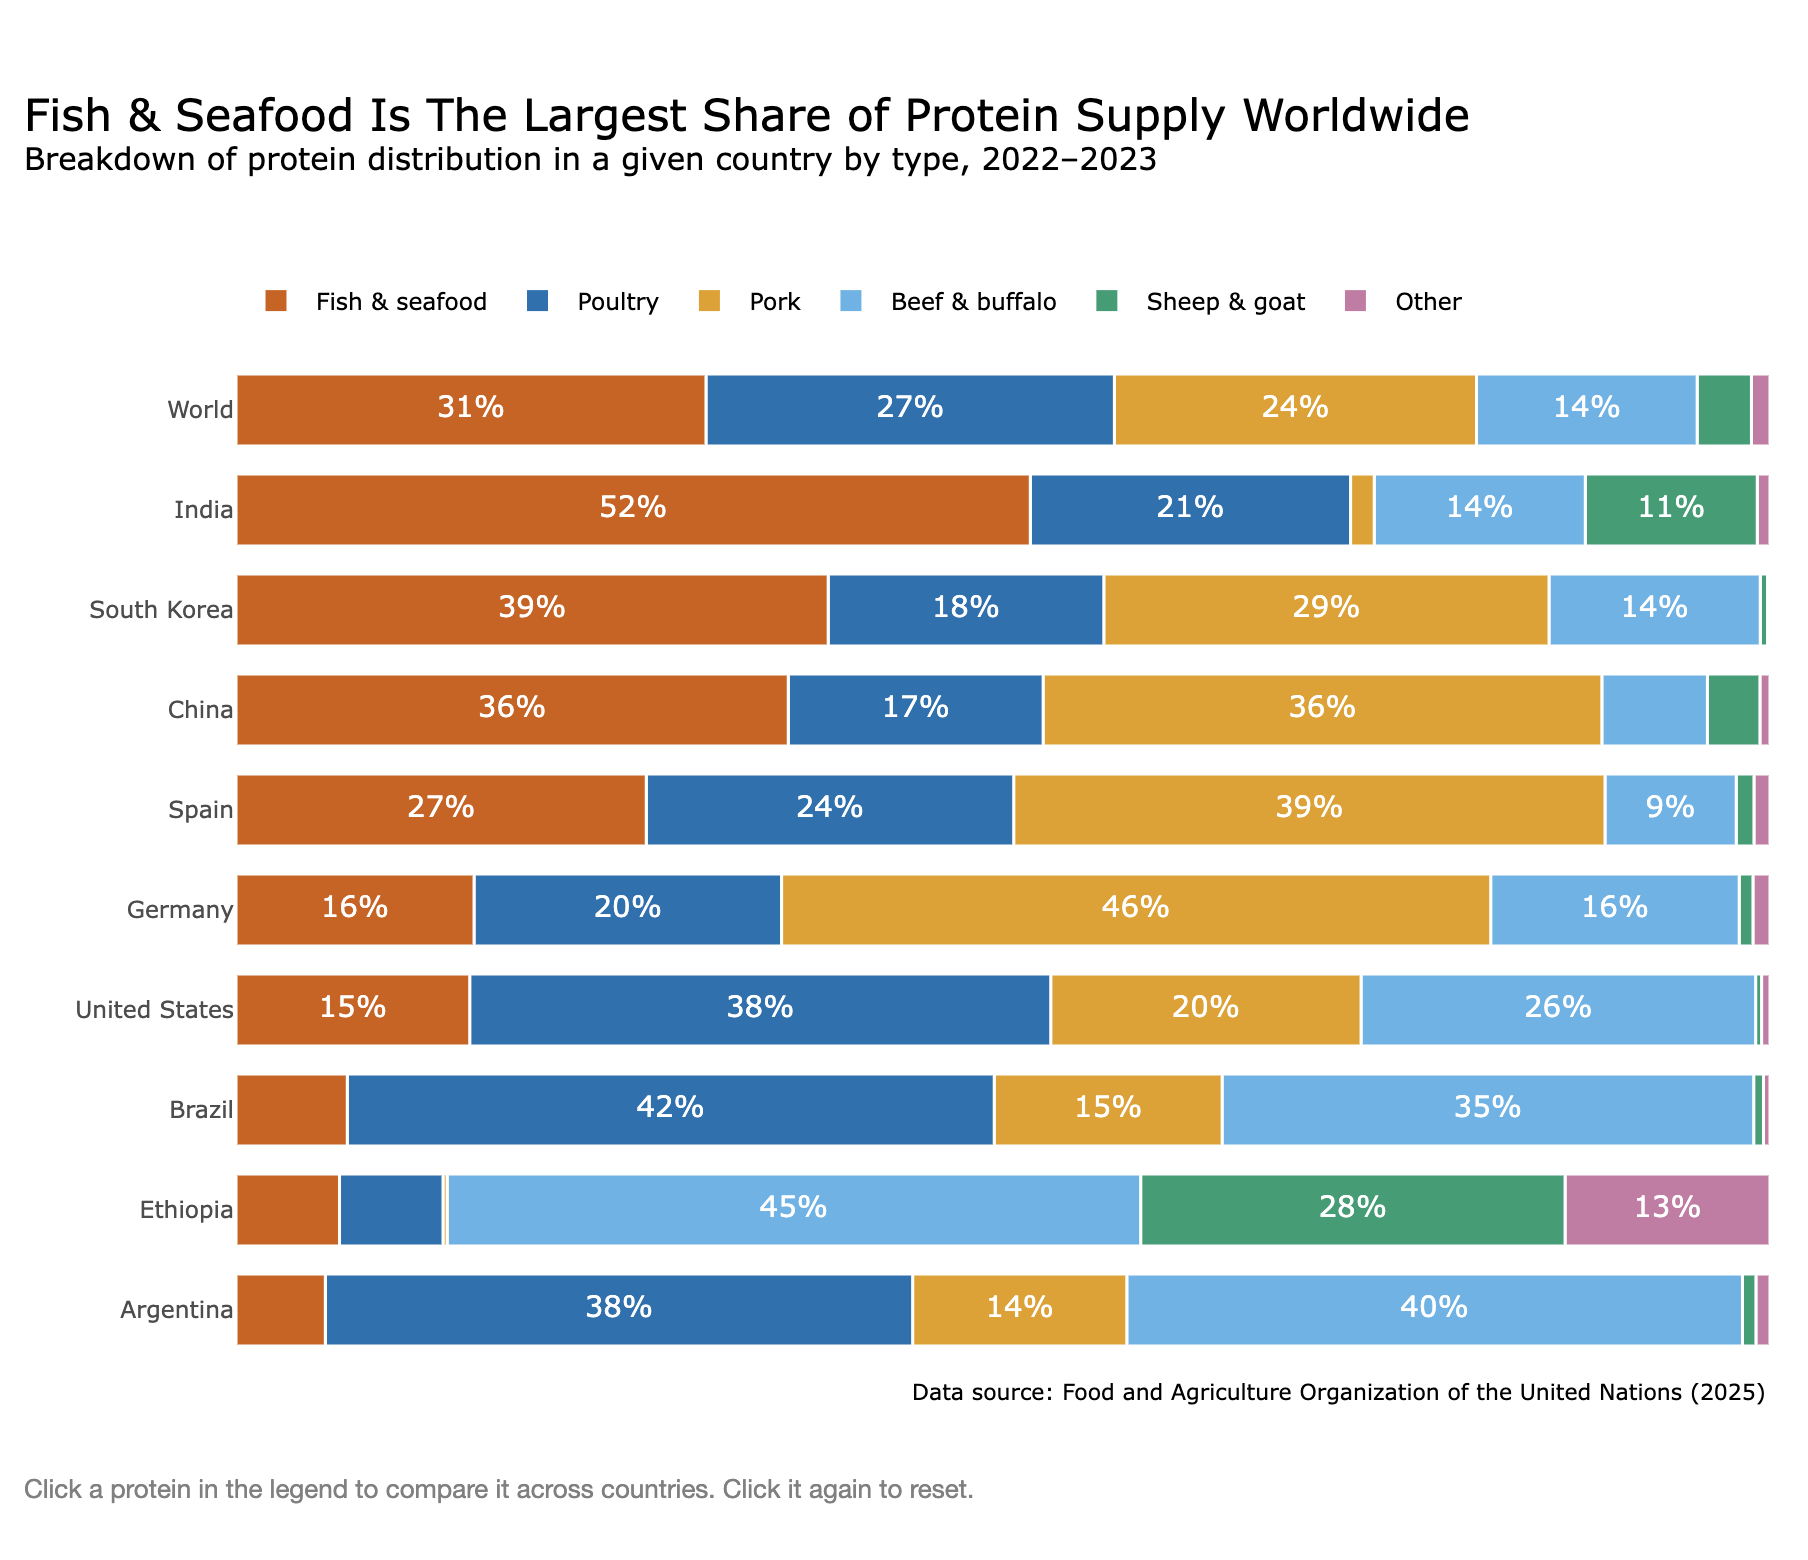 Fish & Seafood Is The Largest Share of Protein Supply Worldwide
Breakdown of protein distribution in a given country by type, 2022–2023
Fish & seafood Poultry Pork Beef & buffalo Sheep & goat Other
World 31% 27% 24% 14%
India 52% 21% 14% 11%
South Korea 39% 18% 29% 14%
China 36% 17% 36%
Spain 27% 24% 39% 9%
Germany 16% 20% 46% 16%
United States 15% 38% 20% 26%
Brazil 42% 15% 35%
Ethiopia 45% 28% 13%
Argentina 38% 14% 40%
Data source: Food and Agriculture Organization of the United Nations (2025)
Click a protein in the legend to compare it across countries. Click it again to reset.